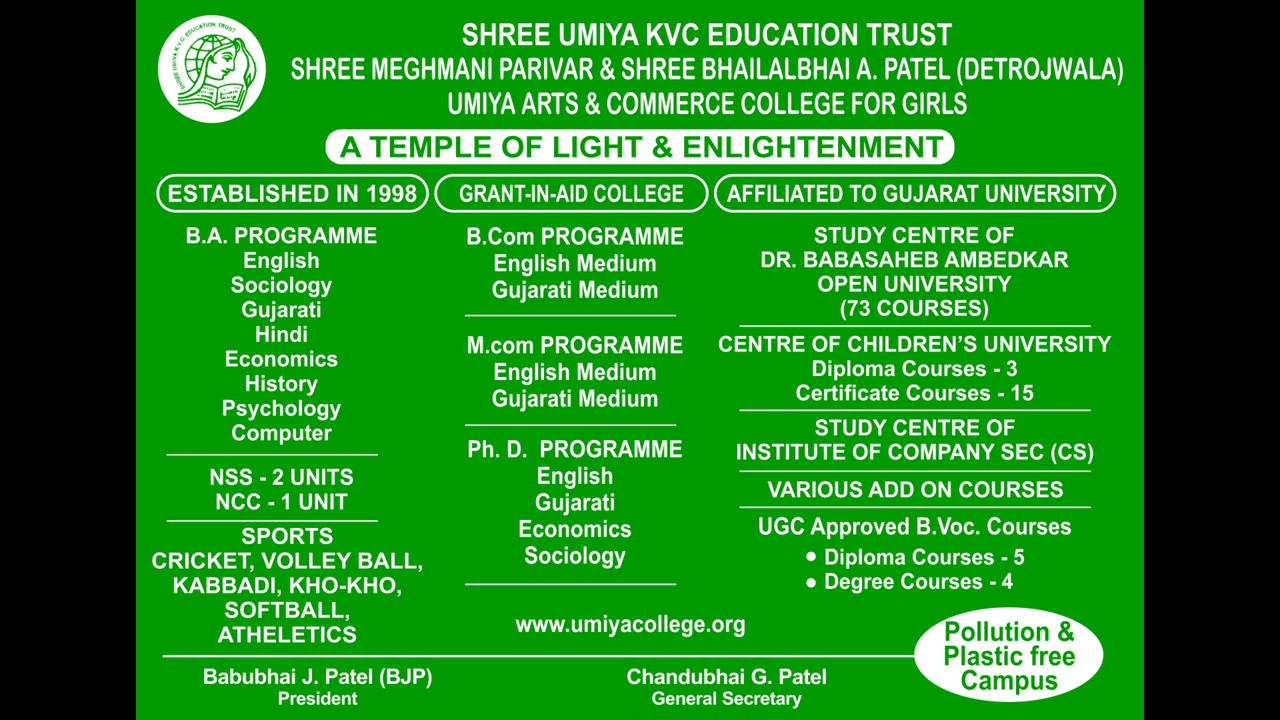 SHREE UMIYA K.V.C. EDUCATION TRUST
SHREE UMIYA KVC EDUCATION TRUST
SHREE MEGHMANI PARIVAR & SHREE BHAILALBHAI A. PATEL (DETROJWALA)
UMIYA ARTS & COMMERCE COLLEGE FOR GIRLS
A TEMPLE OF LIGHT & ENLIGHTENMENT
ESTABLISHED IN 1998
B.A. PROGRAMME
English
Sociology
Gujarati
Hindi
Economics
History
Psychology
Computer
NSS - 2 UNITS
NCC - 1 UNIT
SPORTS
CRICKET, VOLLEY BALL,
KABBADI, KHO-KHO,
SOFTBALL,
ATHELETICS
GRANT-IN-AID COLLEGE
B.Com PROGRAMME
English Medium
Gujarati Medium
M.com PROGRAMME
English Medium
Gujarati Medium
Ph. D. PROGRAMME
English
Gujarati
Economics
Sociology
www.umiyacollege.org
AFFILIATED TO GUJARAT UNIVERSITY
STUDY CENTRE OF
DR. BABASAHEB AMBEDKAR
OPEN UNIVERSITY
(73 COURSES)
CENTRE OF CHILDREN'S UNIVERSITY
Diploma Courses - 3
Certificate Courses - 15
STUDY CENTRE OF
INSTITUTE OF COMPANY SEC (CS)
VARIOUS ADD ON COURSES
UGC Approved B.Voc. Courses
• Diploma Courses - 5
• Degree Courses - 4
Pollution &
Plastic free
Campus
Babubhai J. Patel (BJP)
President
Chandubhai G. Patel
General Secretary